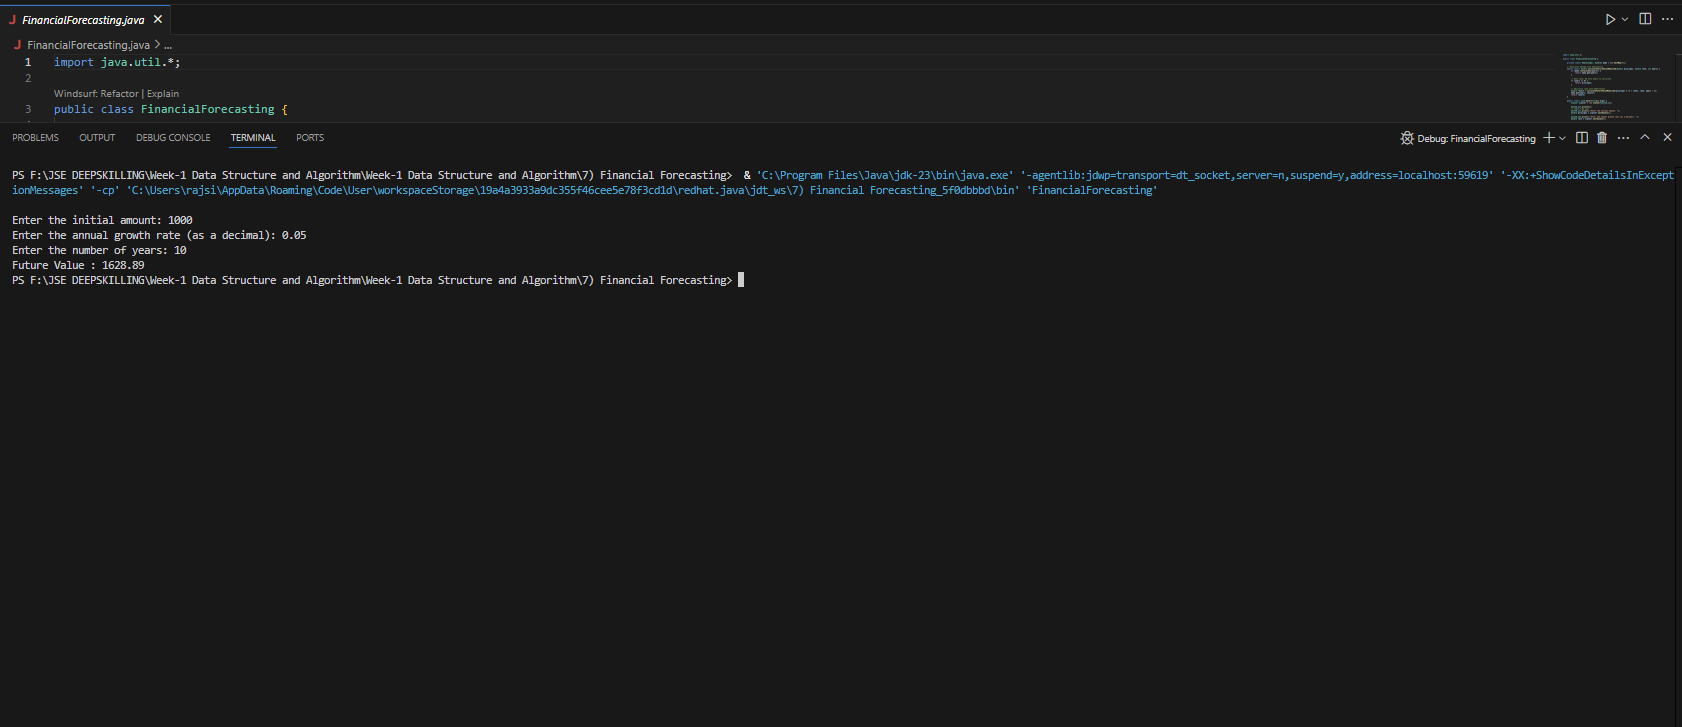 FinancialForecasting.java
FinancialForecasting.java > ...
1 import java.util.*;
2
Windsurf: Refactor | Explain
3 public class FinancialForecasting {
PROBLEMS OUTPUT DEBUG CONSOLE TERMINAL PORTS Debug: FinancialForecasting
PS F:\JSE DEEPSKILLING\Week-1 Data Structure and Algorithm\Week-1 Data Structure and Algorithm\7) Financial Forecasting>  & 'C:\Program Files\Java\jdk-23\bin\java.exe' '-agentlib:jdwp=transport=dt_socket,server=n,suspend=y,address=localhost:59619' '-XX:+ShowCodeDetailsInExcept
ionMessages' '-cp' 'C:\Users\rajsi\AppData\Roaming\Code\User\workspaceStorage\19a4a3933a9dc355f46cee5e78f3cd1d\redhat.java\jdt_ws\7) Financial Forecasting_5f0dbbbd\bin' 'FinancialForecasting'
Enter the initial amount: 1000
Enter the annual growth rate (as a decimal): 0.05
Enter the number of years: 10
Future Value : 1628.89
PS F:\JSE DEEPSKILLING\Week-1 Data Structure and Algorithm\Week-1 Data Structure and Algorithm\7) Financial Forecasting>